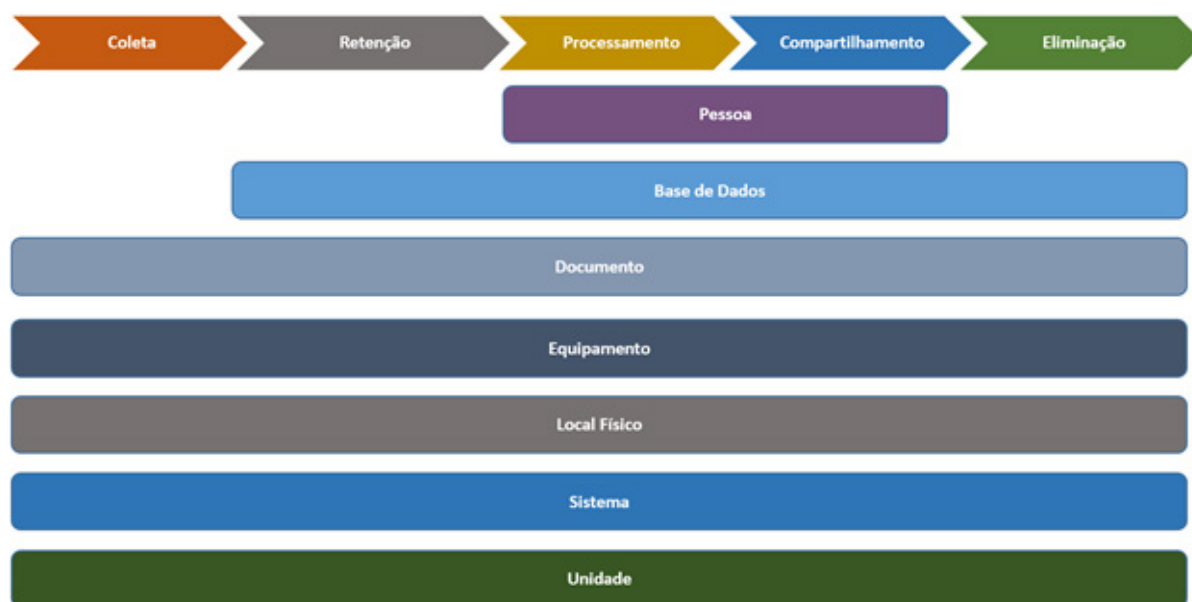 Coleta
Retenção
Processamento
Compartilhamento
Eliminação
Pessoa
Base de Dados
Documento
Equipamento
Local Físico
Sistema
Unidade